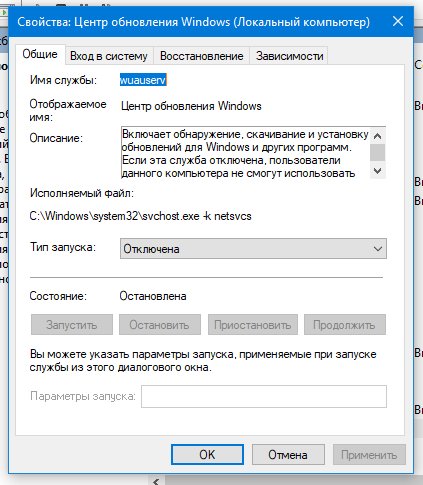 Свойства: Центр обновления Windows (Локальный компьютер)
Общие Вход в систему Восстановление Зависимости
Имя службы: wuauserv
Отображаемое имя: Центр обновления Windows
Описание: Включает обнаружение, скачивание и установку
обновлений для Windows и других программ.
Если эта служба отключена, пользователи
данного компьютера не смогут использовать
Исполняемый файл:
C:\Windows\system32\svchost.exe -k netsvcs
Тип запуска: Отключена
Состояние: Остановлена
Запустить Остановить Приостановить Продолжить
Вы можете указать параметры запуска, применяемые при запуске
службы из этого диалогового окна.
Параметры запуска:
OK Отмена Применить